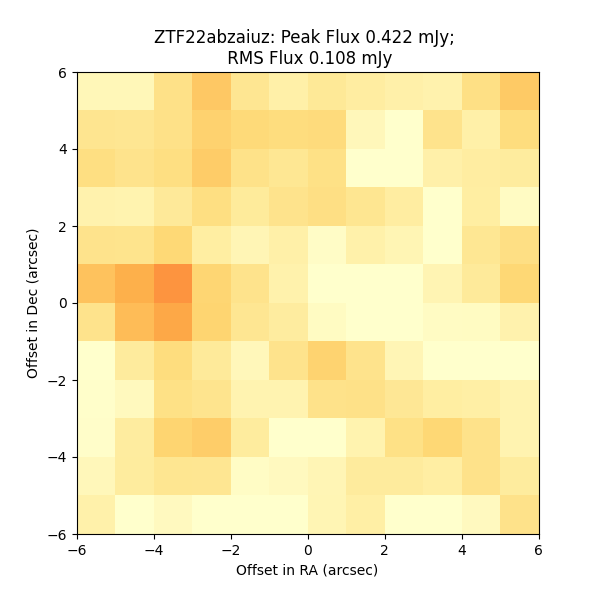 ZTF22abzaiuz: Peak Flux 0.422 mJy;
RMS Flux 0.108 mJy
6
4
2
0
−2
−4
−6
Offset in Dec (arcsec)
−6 −4 −2 0 2 4 6
Offset in RA (arcsec)